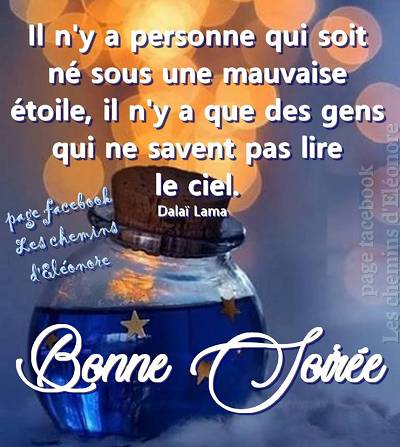 Il n'y a personne qui soit
né sous une mauvaise
étoile, il n'y a que des gens
qui ne savent pas lire
le ciel.
Dalaï Lama
page facebook
Les chemins
d'Eléonore
page facebook
Les chemins d'Eléonore
Bonne Soirée